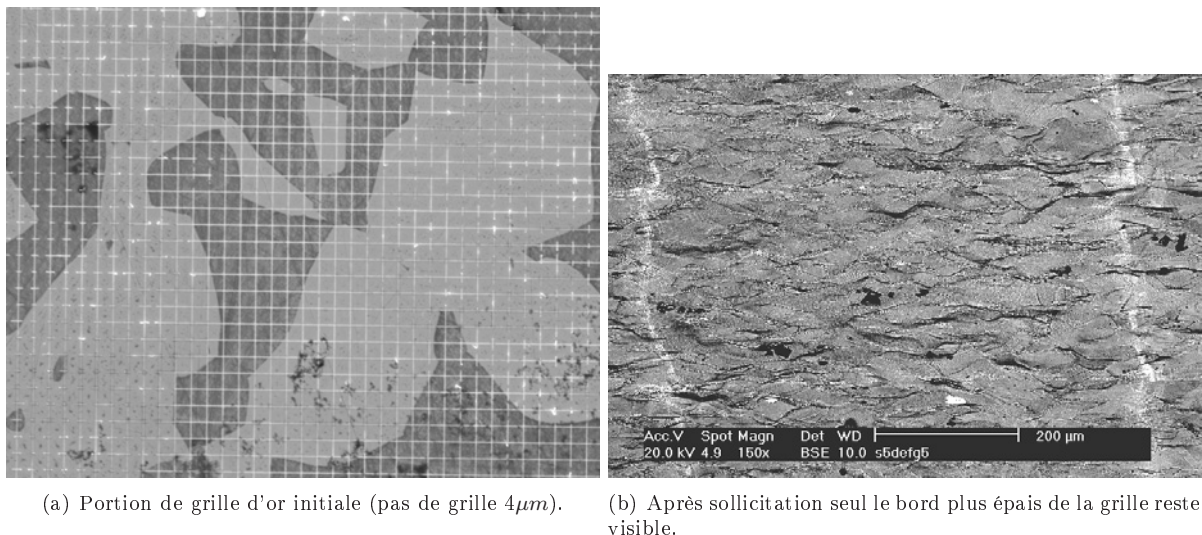 Acc.V Spot Magn Det WD 200 µm
20.0 kV 4.9 150x BSE 10.0 s5defg5
(a) Portion de grille d'or initiale (pas de grille 4µm).
(b) Après sollicitation seul le bord plus épais de la grille reste
visible.